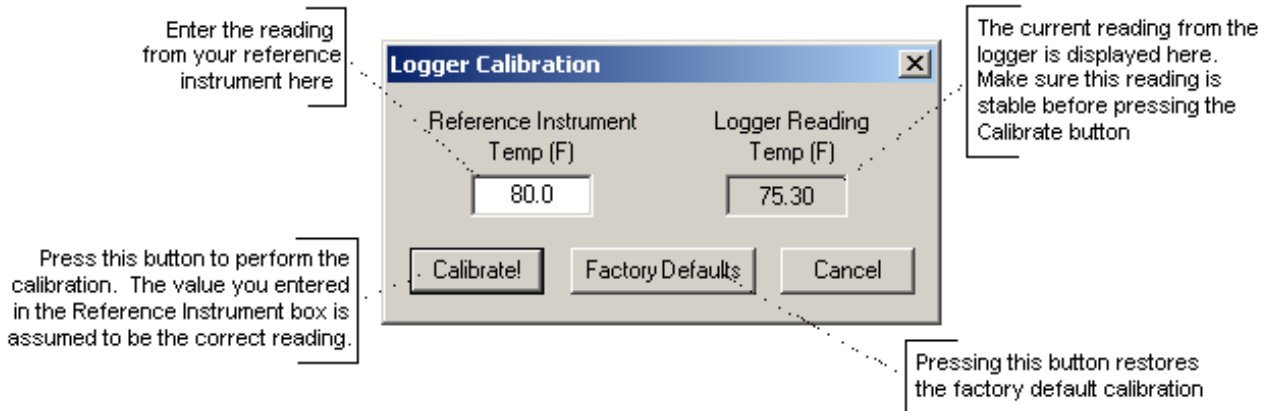 Enter the reading
from your reference
instrument here
The current reading from the
logger is displayed here.
Make sure this reading is
stable before pressing the
Calibrate button
Logger Calibration
Reference Instrument
Temp (F)
80.0
Logger Reading
Temp (F)
75.30
Calibrate!
Factory Defaults
Cancel
Press this button to perform the
calibration. The value you entered
in the Reference Instrument box is
assumed to be the correct reading.
Pressing this button restores
the factory default calibration